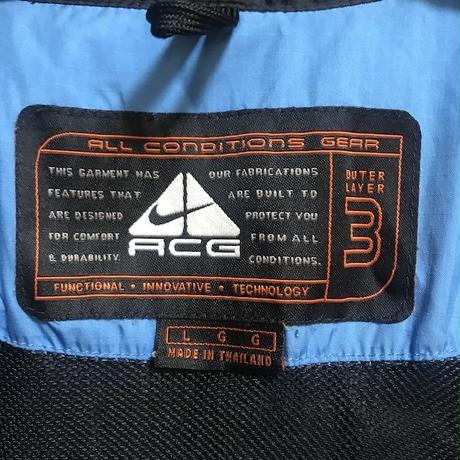 ALL CONDITIONS GEAR
THIS GARMENT HAS
FEATURES THAT
ARE DESIGNED
FOR COMFORT
& DURABILITY.
ACG
OUR FABRICATIONS
ARE BUILT TO
PROTECT YOU
FROM ALL
CONDITIONS.
OUTER
LAYER
3
FUNCTIONAL • INNOVATIVE • TECHNOLOGY
L G G
MADE IN THAILAND